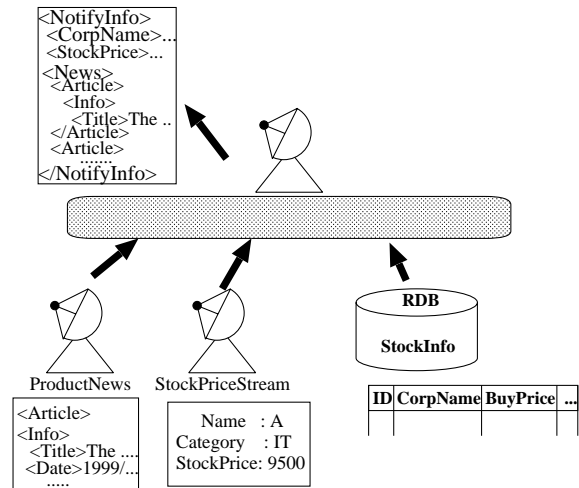 <NotifyInfo>
<CorpName>...
<StockPrice>...
<News>
<Article>
<Info>
<Title>The ..
</Article>
<Article>
.......
</NotifyInfo>
RDB
StockInfo
ProductNews
StockPriceStream
ID CorpName BuyPrice ...
<Article>
<Info>
<Title>The ....
<Date>1999/...
.....
Name : A
Category : IT
StockPrice: 9500